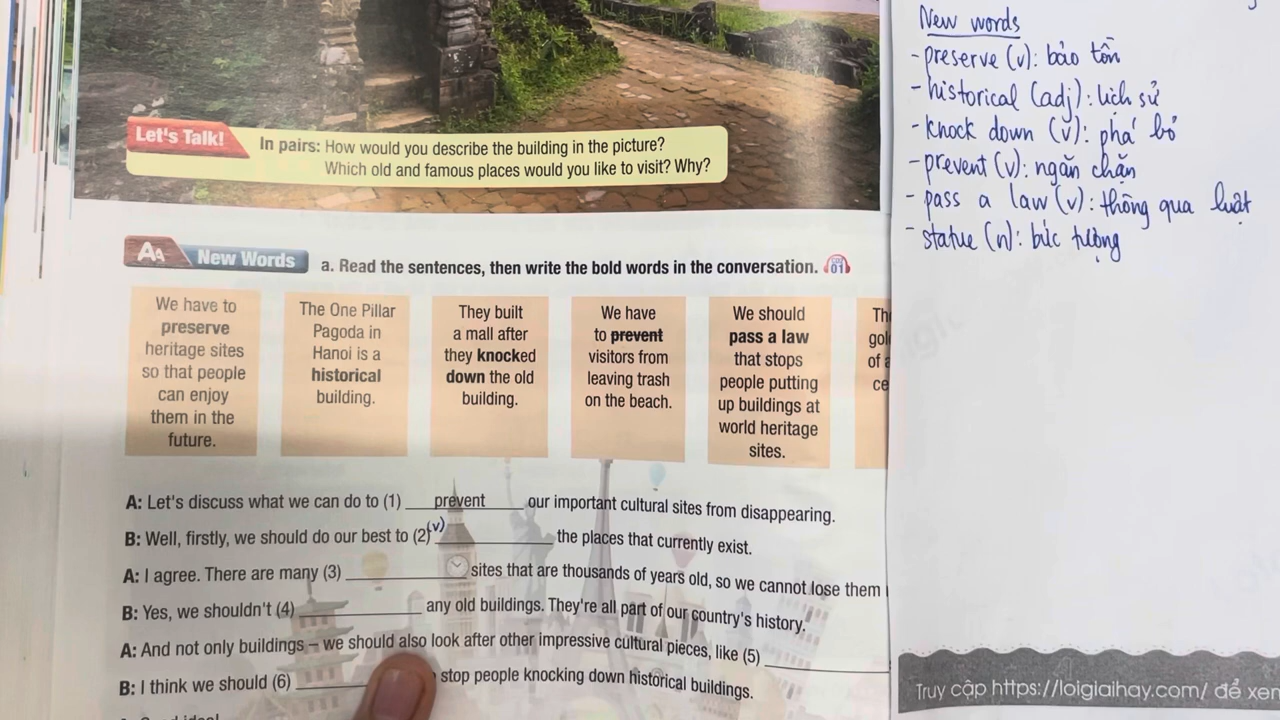 Let's Talk!
In pairs: How would you describe the building in the picture?
Which old and famous places would you like to visit? Why?
Aa New Words
a. Read the sentences, then write the bold words in the conversation.
CD1
01
We have to
preserve
heritage sites
so that people
can enjoy
them in the
future.
The One Pillar
Pagoda in
Hanoi is a
historical
building.
They built
a mall after
they knocked
down the old
building.
We have
to prevent
visitors from
leaving trash
on the beach.
We should
pass a law
that stops
people putting
up buildings at
world heritage
sites.
Th
gol
of a
ce
A: Let's discuss what we can do to (1) prevent our important cultural sites from disappearing.
B: Well, firstly, we should do our best to (2) (v) the places that currently exist.
A: I agree. There are many (3) sites that are thousands of years old, so we cannot lose them
B: Yes, we shouldn't (4) any old buildings. They're all part of our country's history.
A: And not only buildings – we should also look after other impressive cultural pieces, like (5)
B: I think we should (6) stop people knocking down historical buildings.
New words
- preserve (v): bảo tồn
- historical (adj): lịch sử
- knock down (v): phá bỏ
- prevent (v): ngăn chặn
- pass a law (v): thông qua luật
- statue (n): bức tượng
Truy cập https://loigiaihay.com/ để xem